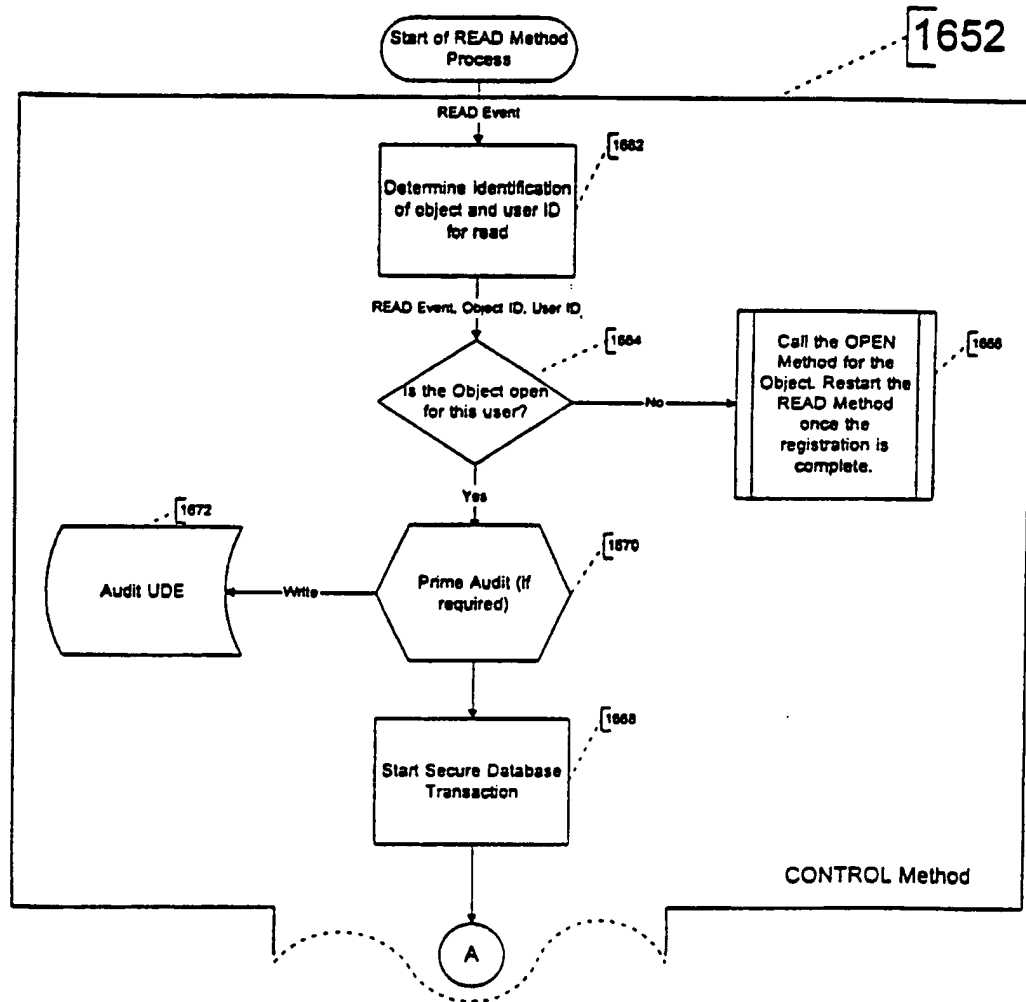 1652
Start of READ Method
Process
READ Event
1662
Determine Identification
of object and user ID
for read
READ Event, Object ID, User ID
1664
Is the Object open
for this user?
No
Call the OPEN
Method for the
Object. Restart the
READ Method
once the
registration is
complete.
1666
Yes
1672
Audit UDE
Write
Prime Audit (if
required)
1670
1668
Start Secure Database
Transaction
CONTROL Method
A